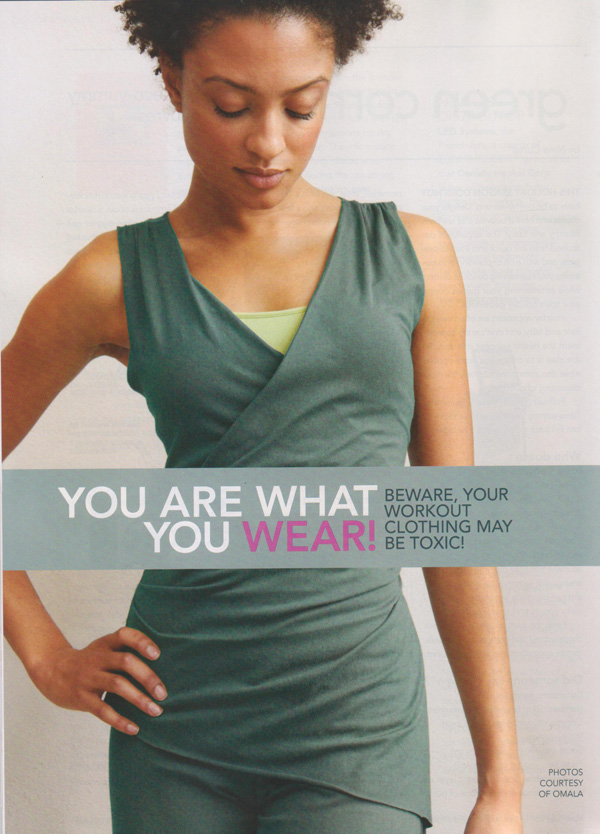 YOU ARE WHAT
YOU WEAR!
BEWARE, YOUR
WORKOUT
CLOTHING MAY
BE TOXIC!
PHOTOS
COURTESY
OF OMALA